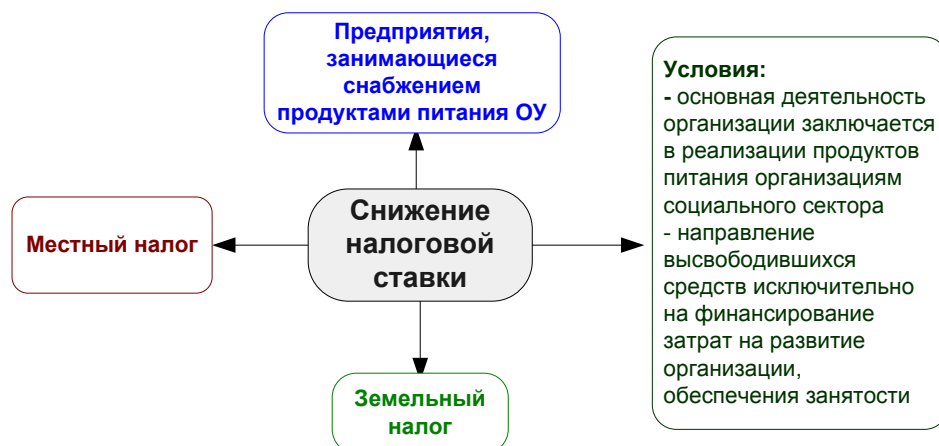 Предприятия,
занимающиеся
снабжением
продуктами питания ОУ
Условия:
- основная деятельность
организации заключается
в реализации продуктов
питания организациям
социального сектора
- направление
высвободившихся
средств исключительно
на финансирование
затрат на развитие
организации,
обеспечения занятости
Снижение
налоговой
ставки
Местный налог
Земельный
налог